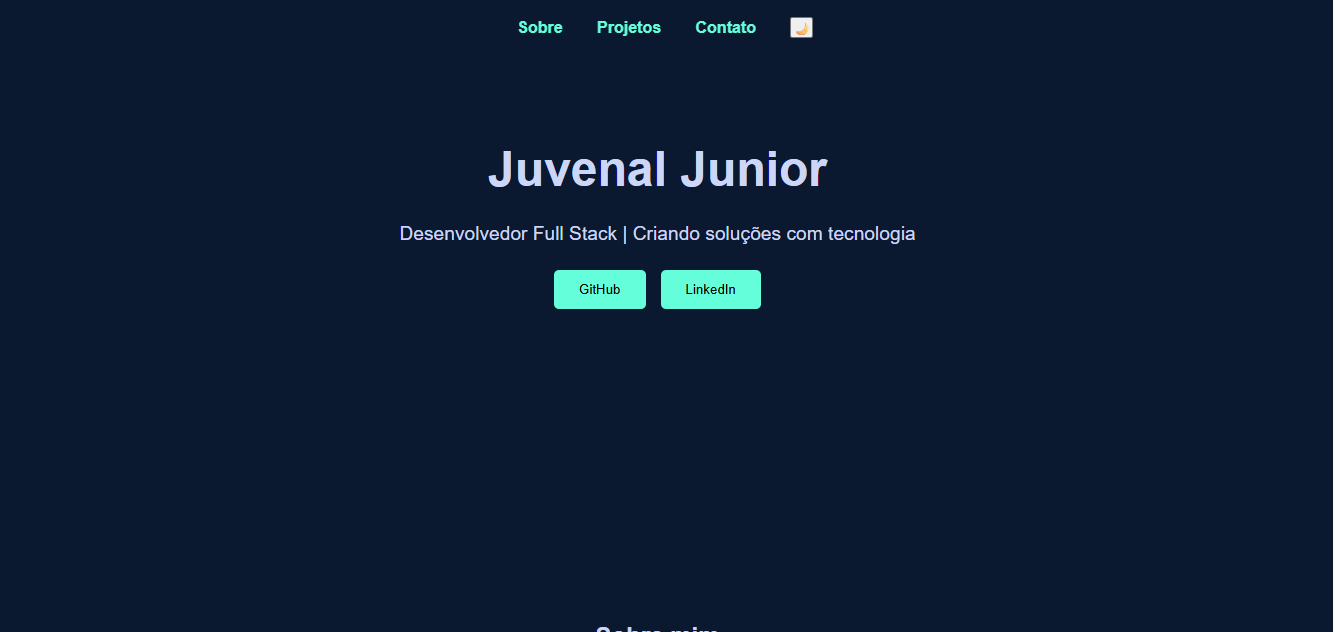 Sobre Projetos Contato
Juvenal Junior
Desenvolvedor Full Stack | Criando soluções com tecnologia
GitHub LinkedIn
Sobre mim